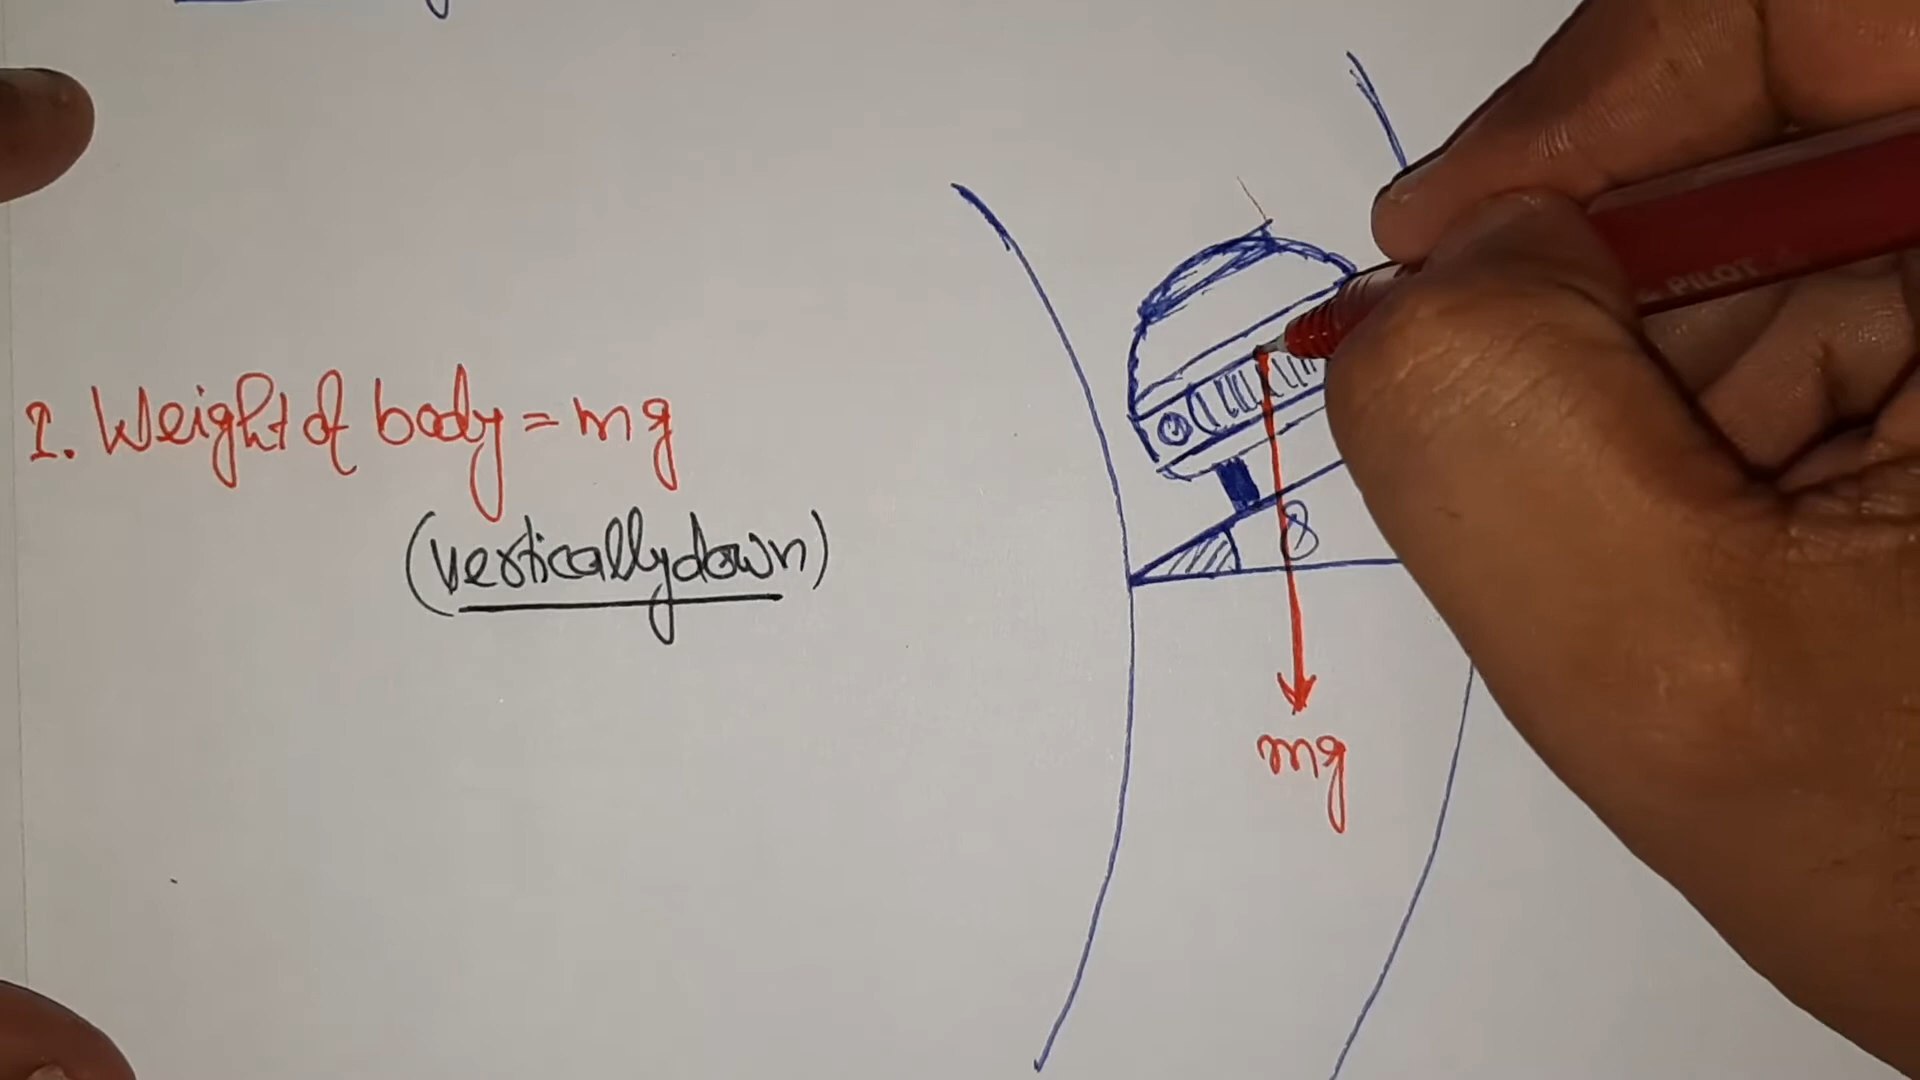 1. Weight of body = mg
(vertically down)
mg
PILOT